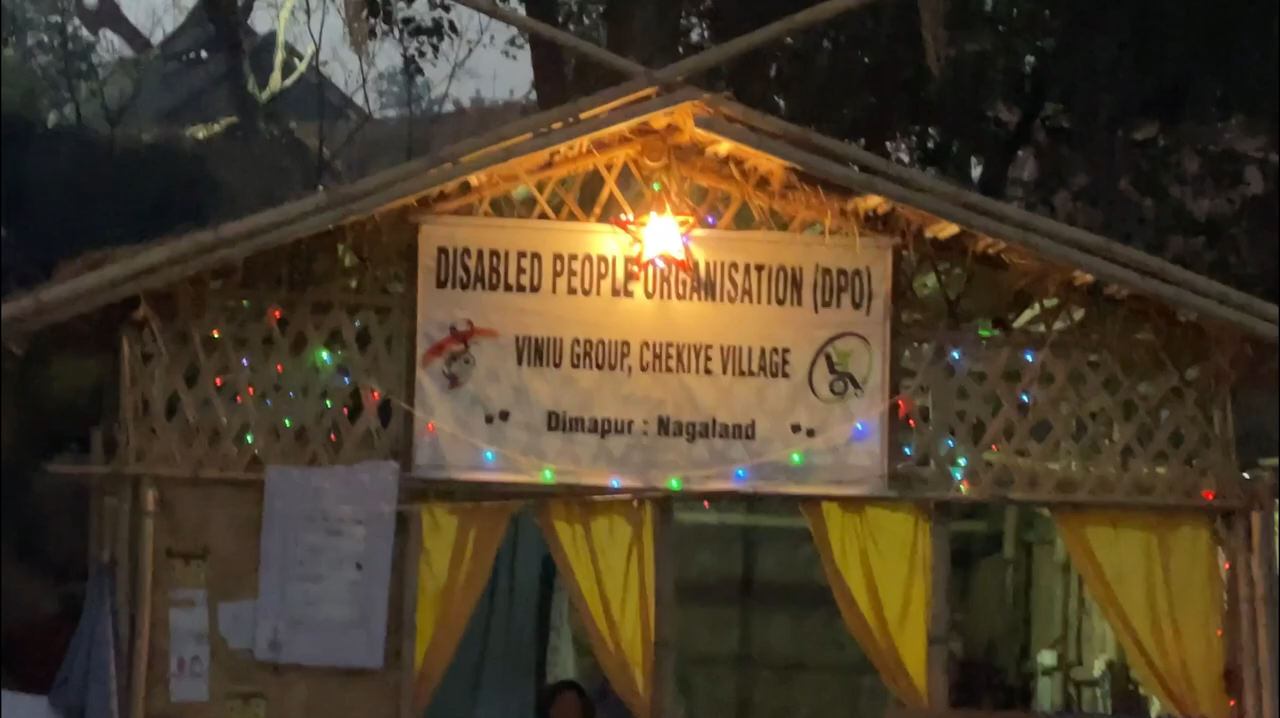 DISABLED PEOPLE ORGANISATION (DPO)
VINIU GROUP, CHEKIYE VILLAGE
Dimapur : Nagaland